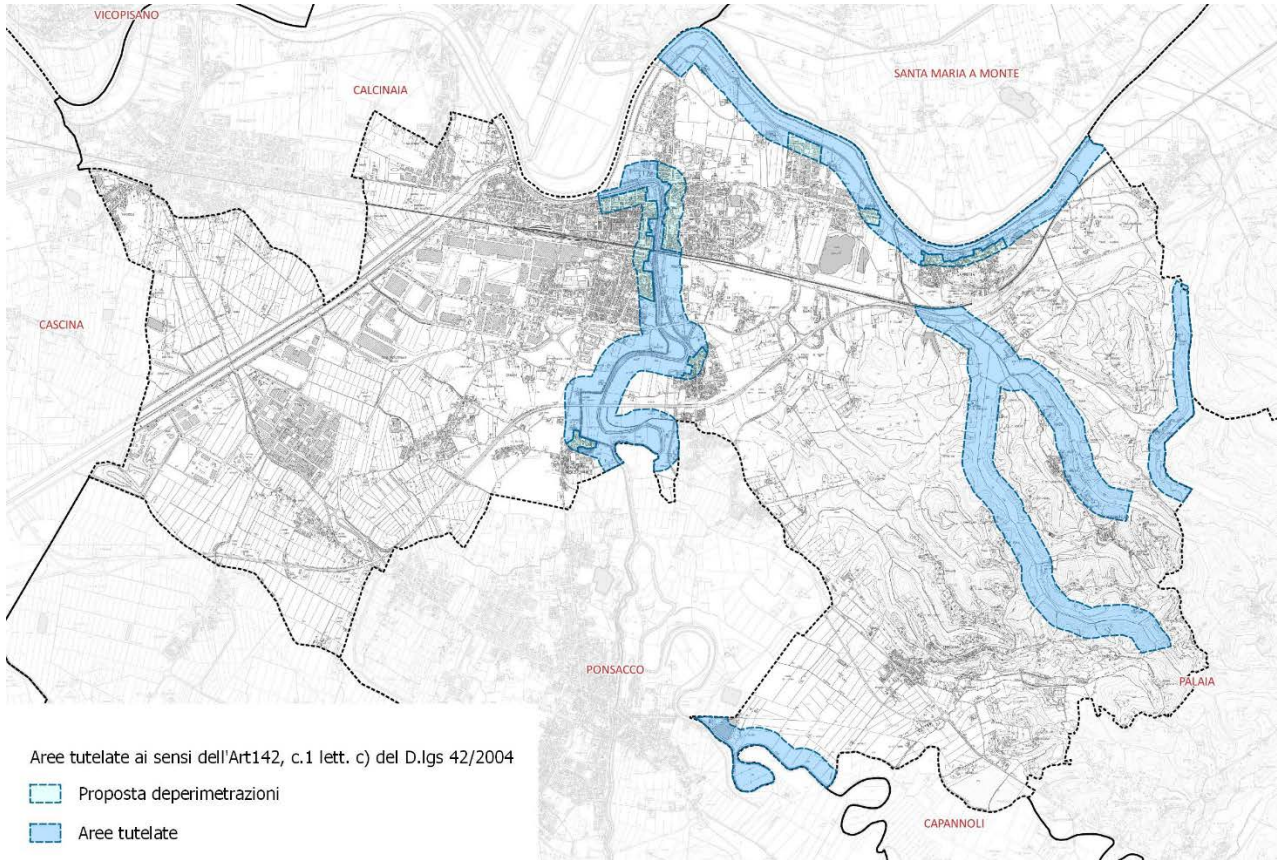 VICOPISANO
CALCINAIA
SANTA MARIA A MONTE
CASCINA
PONSACCO
PALAIA
CAPANNOLI
Aree tutelate ai sensi dell'Art142, c.1 lett. c) del D.lgs 42/2004
Proposta deperimetrazioni
Aree tutelate